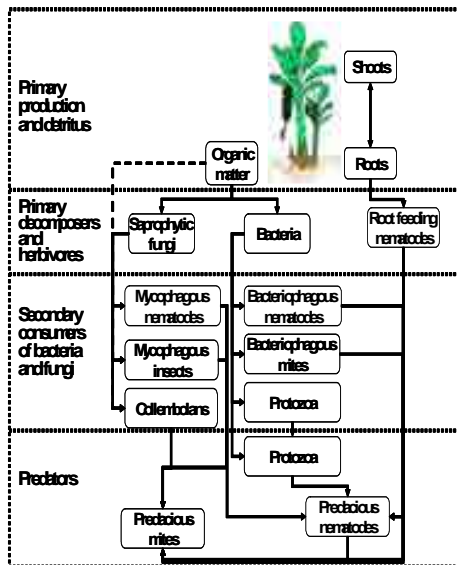 Primary
production
and detritus
Shoots
Organic
matter
Roots
Primary
decomposers
and
herbivores
Saprophytic
fungi
Bacteria
Root feeding
nematodes
Secondary
consumers
of bacteria
and fungi
Mycophagous
nematodes
Bacteriophagous
nematodes
Mycophagous
insects
Bacteriophagous
mites
Collembolans
Protozoa
Predators
Protozoa
Predacious
mites
Predacious
nematodes